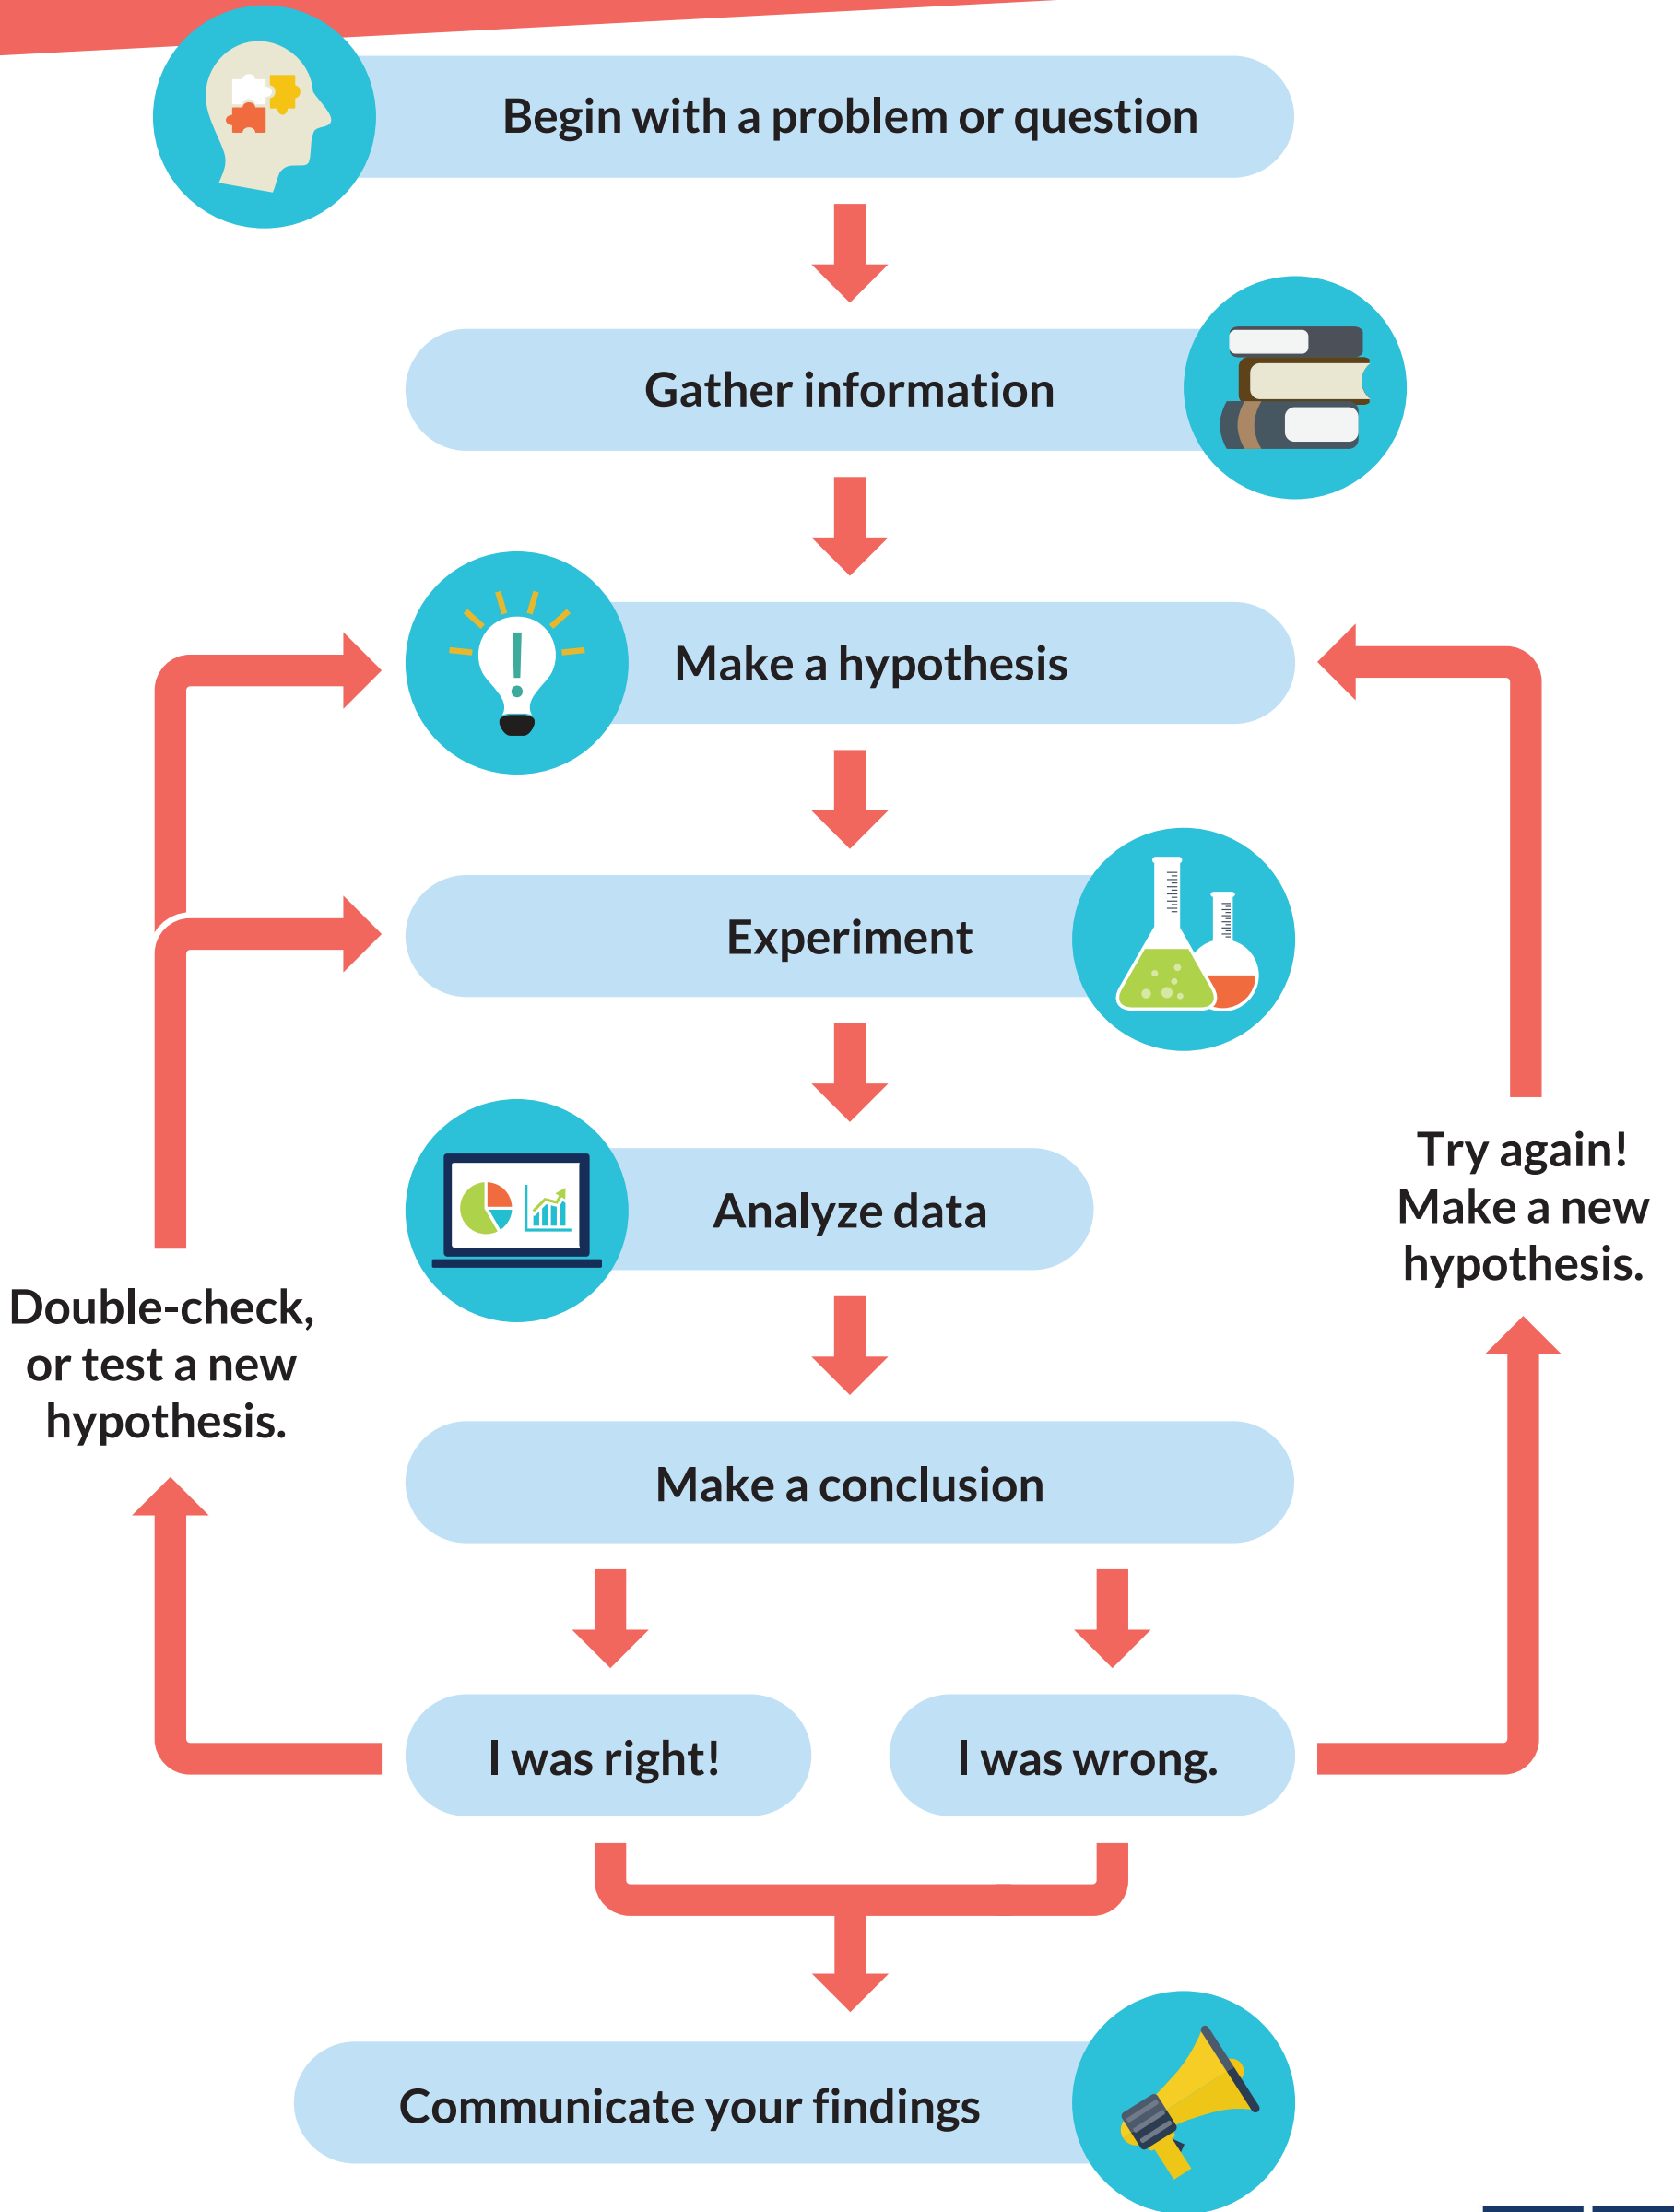 Begin with a problem or question
Gather information
Make a hypothesis
Experiment
Analyze data
Try again!
Make a new
hypothesis.
Double-check,
or test a new
hypothesis.
Make a conclusion
I was right!
I was wrong.
Communicate your findings